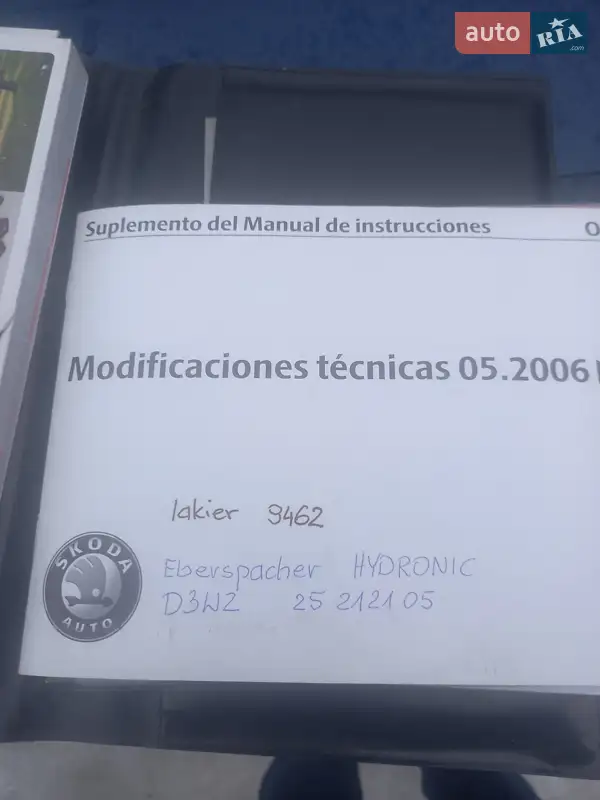 auto RIA .com
Suplemento del Manual de instrucciones
Modificaciones técnicas 05.2006
lakier 9462
SKODA
AUTO
Eberspacher HYDRONIC
D3WZ 25 2121 05